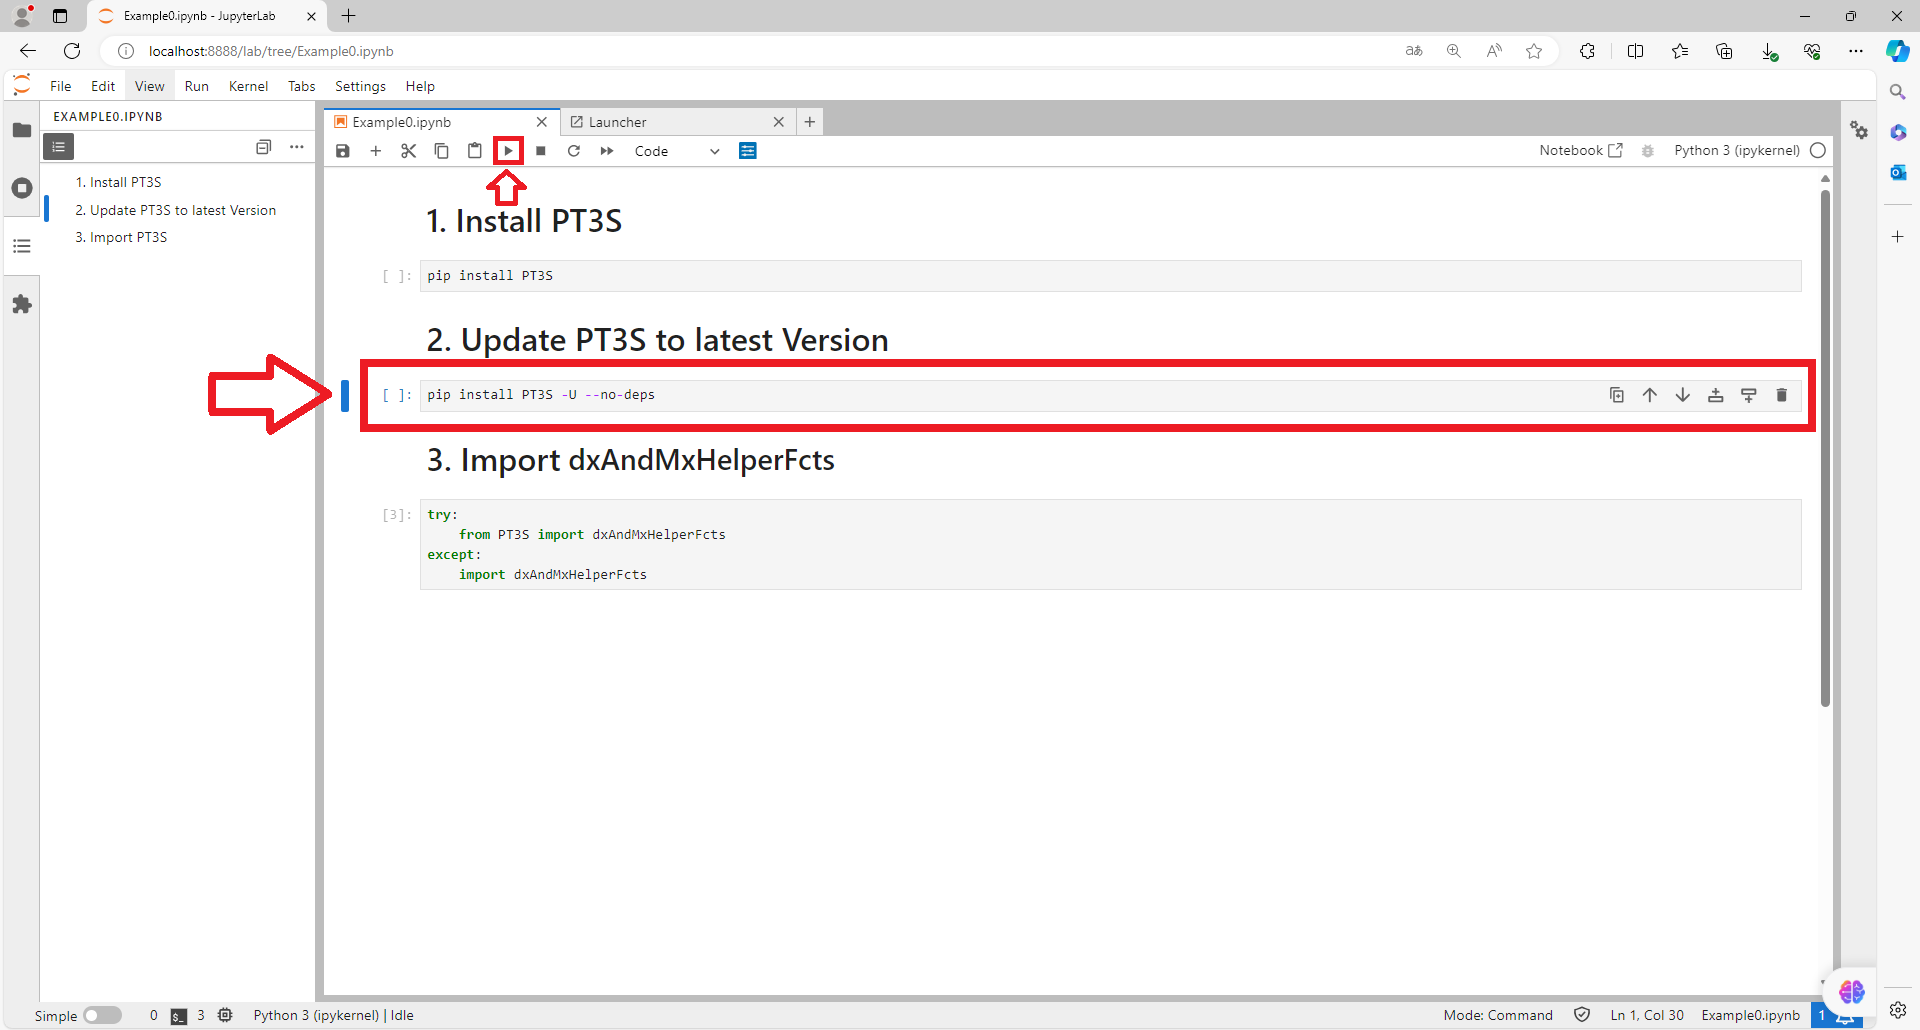 Example0.ipynb - JupyterLab
localhost:8888/lab/tree/Example0.ipynb
File Edit View Run Kernel Tabs Settings Help
EXAMPLE0.IPYNB
1. Install PT3S
2. Update PT3S to latest Version
3. Import PT3S
Example0.ipynb
Launcher
Code
Notebook
Python 3 (ipykernel)
1. Install PT3S
[ ]: pip install PT3S
2. Update PT3S to latest Version
[ ]: pip install PT3S -U --no-deps
3. Import dxAndMxHelperFcts
[3]: try:
from PT3S import dxAndMxHelperFcts
except:
import dxAndMxHelperFcts
Simple 0 $_ 3 Python 3 (ipykernel) | Idle
Mode: Command Ln 1, Col 30 Example0.ipynb 1